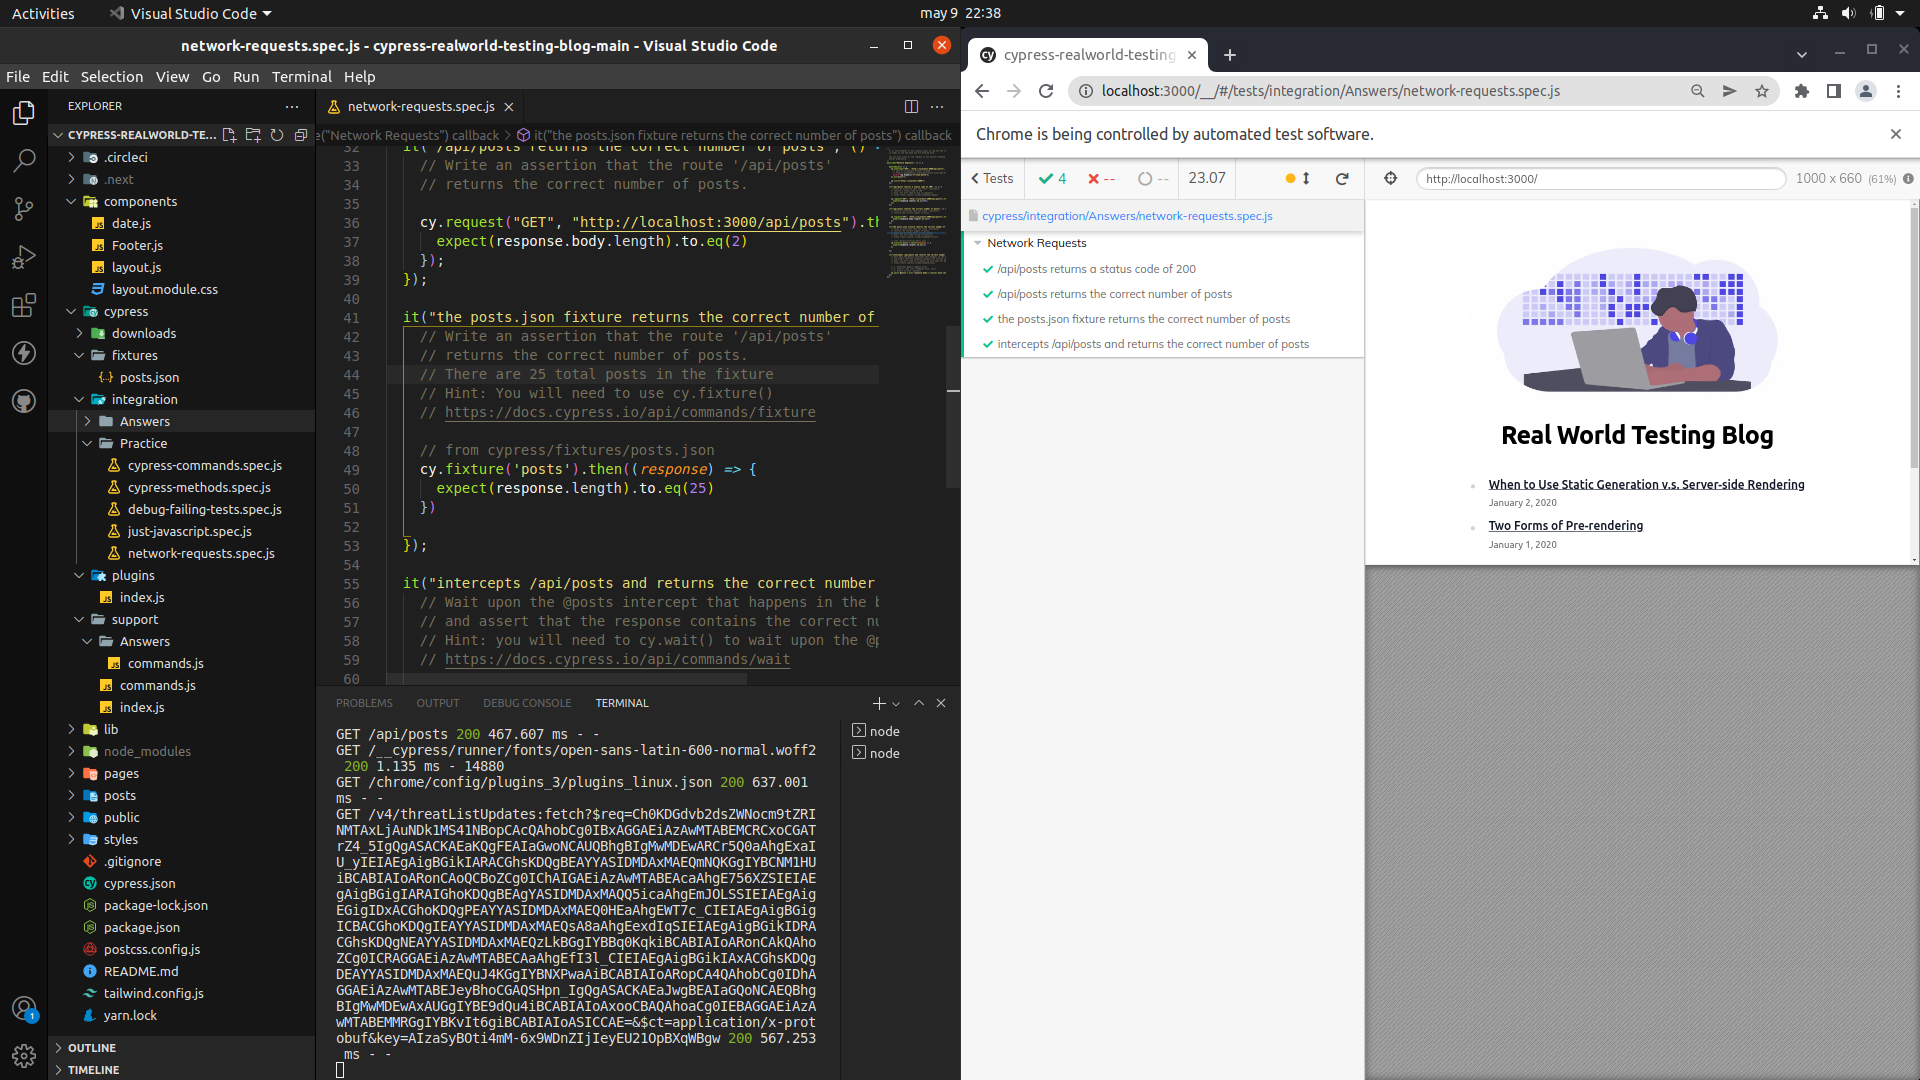 Activities
Visual Studio Code
may 9 22:38
network-requests.spec.js - cypress-realworld-testing-blog-main - Visual Studio Code
File Edit Selection View Go Run Terminal Help
EXPLORER
CYPRESS-REALWORLD-TE...
.circleci
.next
components
date.js
Footer.js
layout.js
layout.module.css
cypress
downloads
fixtures
posts.json
integration
Answers
Practice
cypress-commands.spec.js
cypress-methods.spec.js
debug-failing-tests.spec.js
just-javascript.spec.js
network-requests.spec.js
plugins
index.js
support
Answers
commands.js
commands.js
index.js
lib
node_modules
pages
posts
public
styles
.gitignore
cypress.json
package-lock.json
package.json
postcss.config.js
README.md
tailwind.config.js
yarn.lock
OUTLINE
TIMELINE
1
network-requests.spec.js
e("Network Requests") callback > it("the posts.json fixture returns the correct number of posts") callback
32 it("/api/posts returns the correct number of posts", ()
33 // Write an assertion that the route '/api/posts'
34 // returns the correct number of posts.
35
36 cy.request("GET", "http://localhost:3000/api/posts").th
37 expect(response.body.length).to.eq(2)
38 });
39 });
40
41 it("the posts.json fixture returns the correct number of
42 // Write an assertion that the route '/api/posts'
43 // returns the correct number of posts.
44 // There are 25 total posts in the fixture
45 // Hint: You will need to use cy.fixture()
46 // https://docs.cypress.io/api/commands/fixture
47
48 // from cypress/fixtures/posts.json
49 cy.fixture('posts').then((response) => {
50 expect(response.length).to.eq(25)
51 })
52
53 });
54
55 it("intercepts /api/posts and returns the correct number
56 // Wait upon the @posts intercept that happens in the b
57 // and assert that the response contains the correct nu
58 // Hint: you will need to cy.wait() to wait upon the @p
59 // https://docs.cypress.io/api/commands/wait
60
PROBLEMS OUTPUT DEBUG CONSOLE TERMINAL
node
node
GET /api/posts 200 467.607 ms - -
GET /__cypress/runner/fonts/open-sans-latin-600-normal.woff2
200 1.135 ms - 14880
GET /chrome/config/plugins_3/plugins_linux.json 200 637.001
ms - -
GET /v4/threatListUpdates:fetch?$req=Ch0KDGdvb2dsZWNocm9tZRI
obuf&key=AIzaSyBOti4mM-6x9WDnZIjIeyEU21OpBXqWBgw 200 567.253
ms - -
cypress-realworld-testing
localhost:3000/__/#/tests/integration/Answers/network-requests.spec.js
Chrome is being controlled by automated test software.
Tests
4
--
--
23.07
http://localhost:3000/
1000 x 660 (61%)
cypress/integration/Answers/network-requests.spec.js
Network Requests
/api/posts returns a status code of 200
/api/posts returns the correct number of posts
the posts.json fixture returns the correct number of posts
intercepts /api/posts and returns the correct number of posts
Real World Testing Blog
When to Use Static Generation v.s. Server-side Rendering
January 2, 2020
Two Forms of Pre-rendering
January 1, 2020